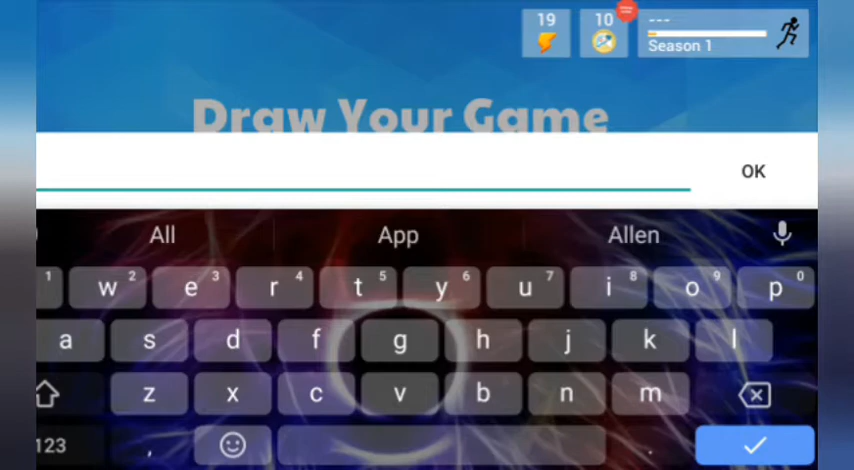 19
10
---
Season 1
Draw Your Game
OK
All App Allen
1 w 2 e 3 r 4 t 5 y 6 u 7 i 8 o 9 p 0
a s d f g h j k l
z x c v b n m
123 , .